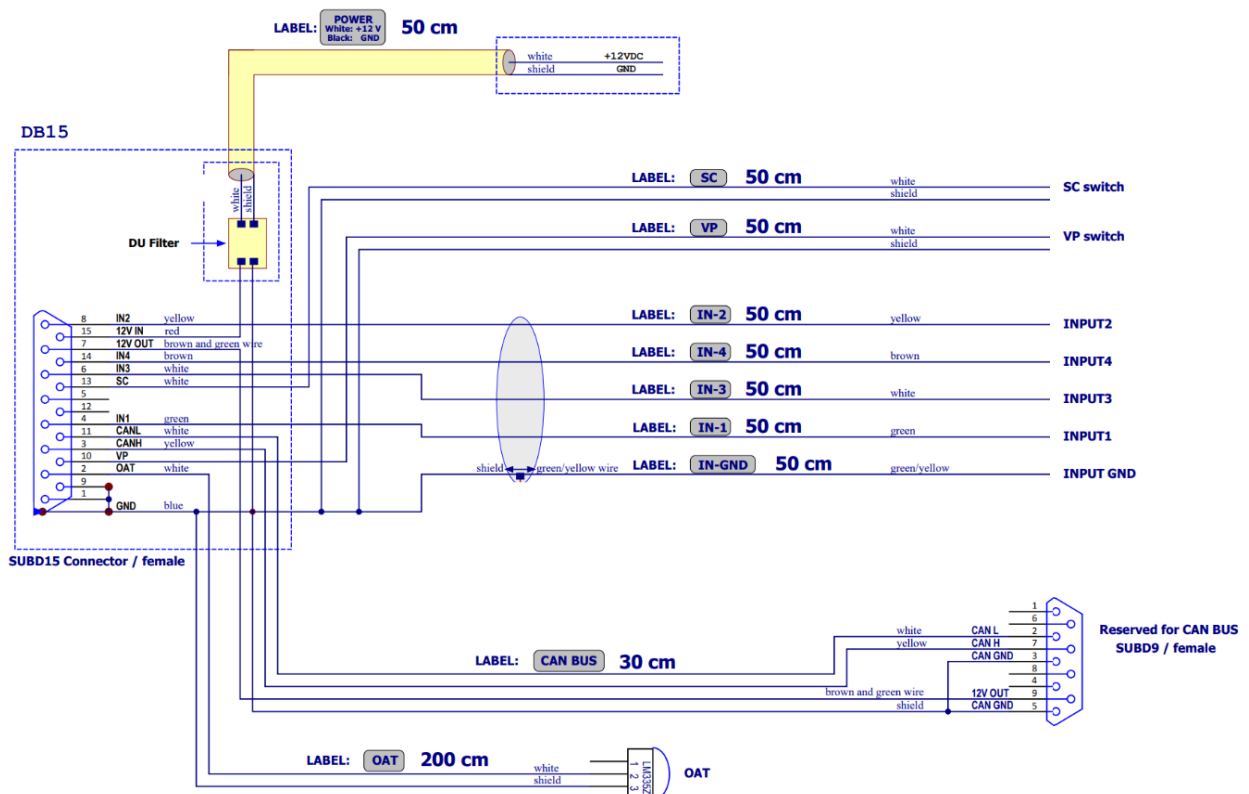 LABEL: POWER White: +12 V Black: GND 50 cm
white +12VDC
shield GND
DB15
white
shield
DU Filter
LABEL: SC 50 cm white
shield
SC switch
LABEL: VP 50 cm white
shield
VP switch
8 IN2 yellow
15 12V IN red
7 12V OUT brown and green wire
14 IN4 brown
6 IN3 white
13 SC white
5
12
4 IN1 green
11 CANL white
3 CANH yellow
10 VP
2 OAT white
9
1
GND blue
SUBD15 Connector / female
LABEL: IN-2 50 cm yellow INPUT2
LABEL: IN-4 50 cm brown INPUT4
LABEL: IN-3 50 cm white INPUT3
LABEL: IN-1 50 cm green INPUT1
shield green/yellow wire LABEL: IN-GND 50 cm green/yellow INPUT GND
1
6
white CAN L 2
yellow CAN H 7
CAN GND 3
8
4
brown and green wire 12V OUT 9
shield CAN GND 5
Reserved for CAN BUS
SUBD9 / female
LABEL: CAN BUS 30 cm
LABEL: OAT 200 cm
white
shield
1
2
3
LM335Z
OAT